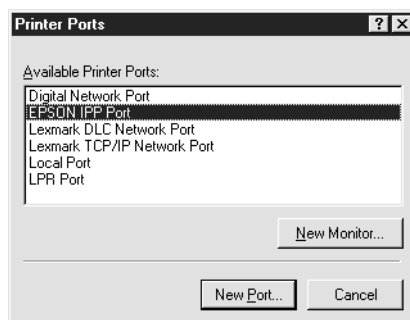 Printer Ports
Available Printer Ports:
Digital Network Port
EPSON IPP Port
Lexmark DLC Network Port
Lexmark TCP/IP Network Port
Local Port
LPR Port
New Monitor...
New Port...
Cancel